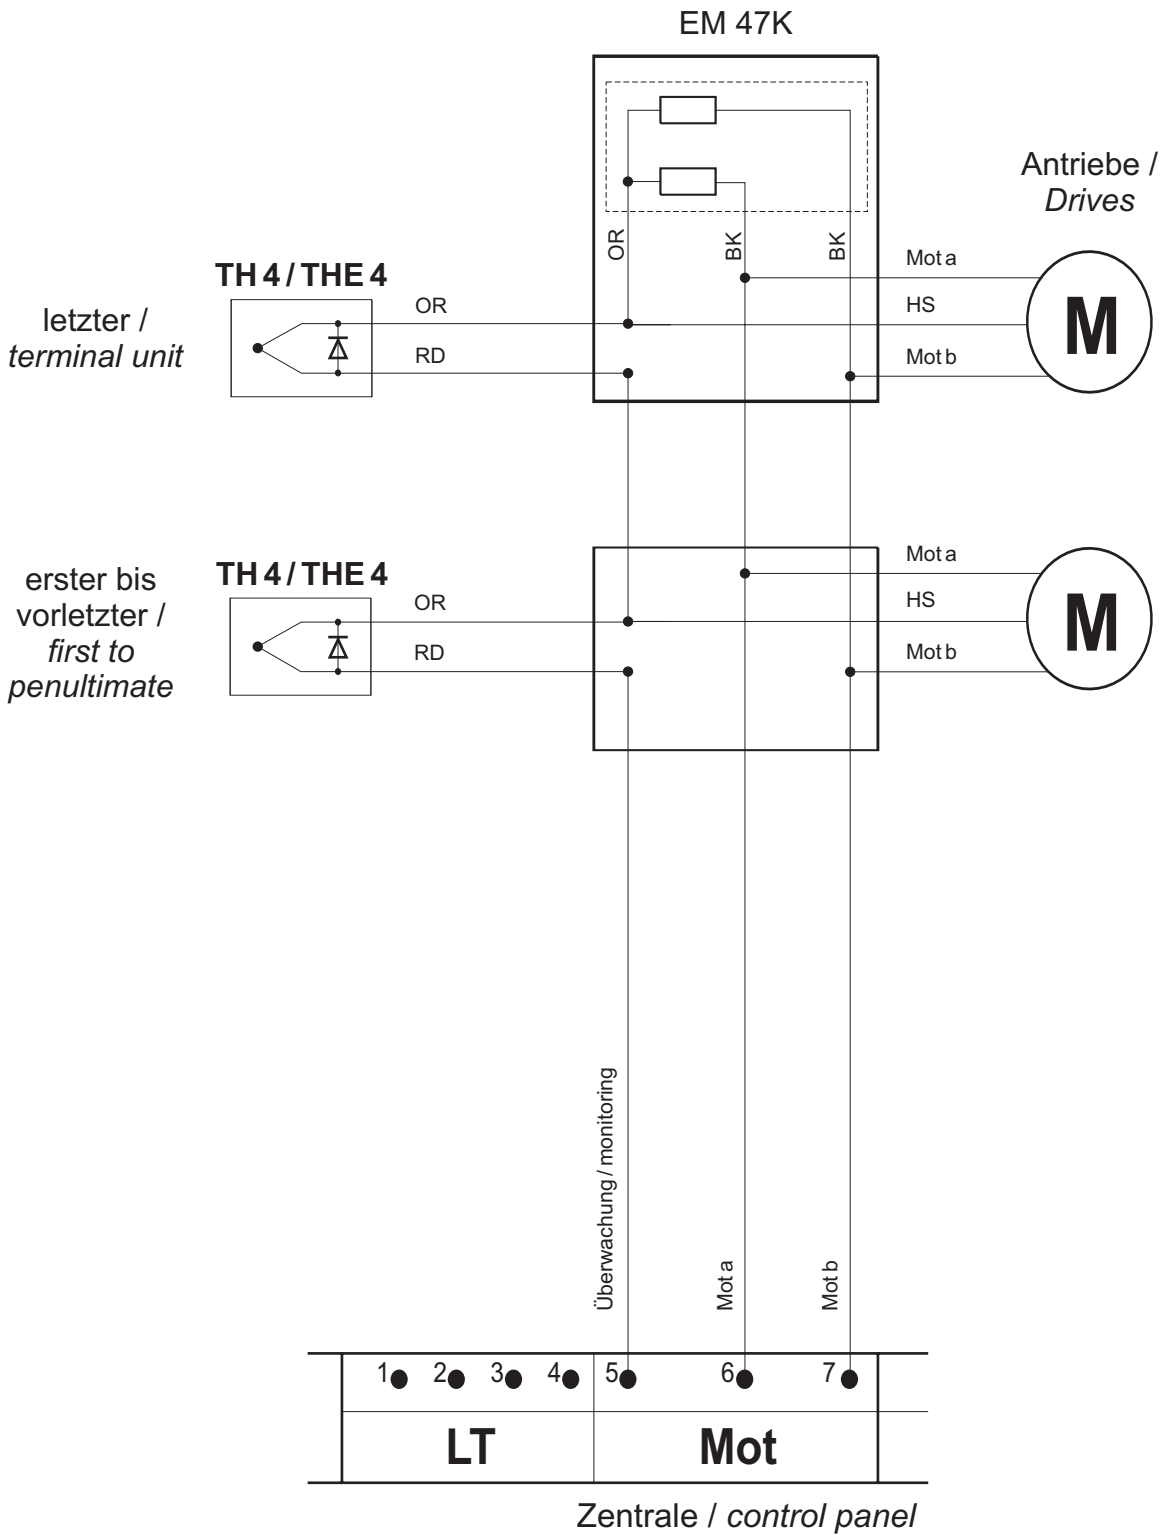 EM 47K
Antriebe /
Drives
OR
BK
BK
Mot a
HS
Mot b
M
TH 4 / THE 4
OR
RD
letzter /
terminal unit
erster bis
vorletzter /
first to
penultimate
TH 4 / THE 4
OR
RD
Mot a
HS
Mot b
M
Überwachung / monitoring
Mot a
Mot b
1 2 3 4 5 6 7
LT Mot
Zentrale / control panel